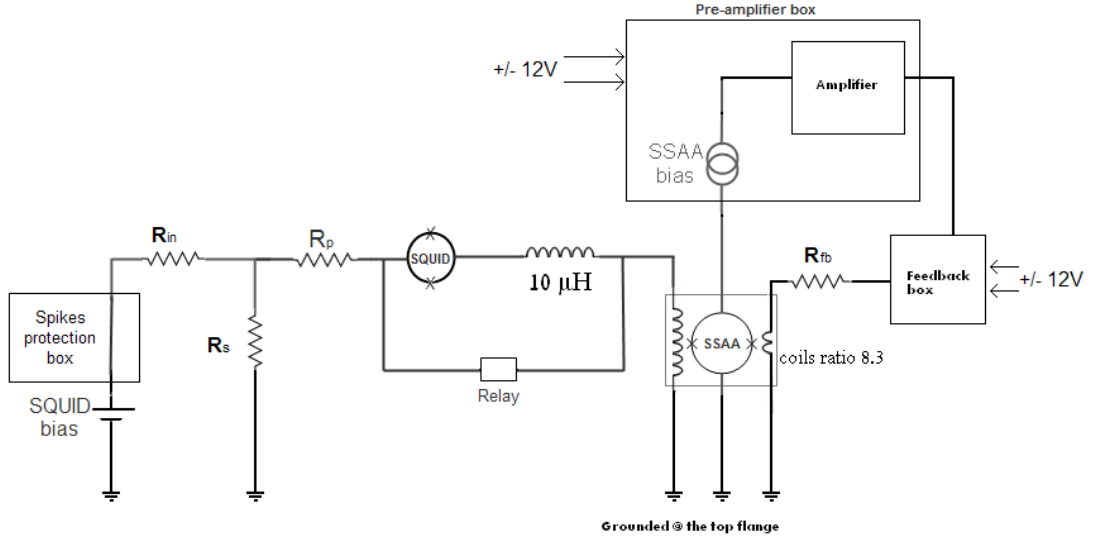 Pre-amplifier box
+/- 12V
Amplifier
SSAA
bias
Rin
Rp
SQUID
10 μH
Rfb
Feedback
box
+/- 12V
Spikes
protection
box
Rs
SSAA
coils ratio 8.3
Relay
SQUID
bias
Grounded @ the top flange